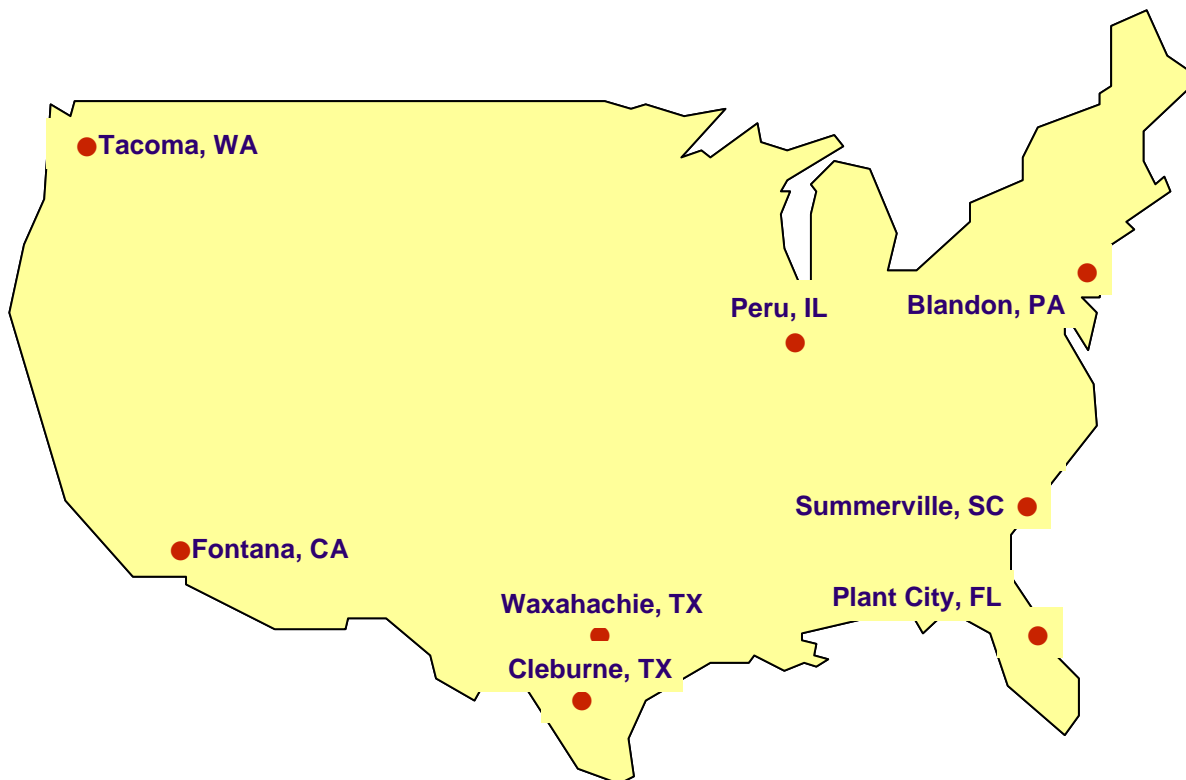 Tacoma, WA
Peru, IL
Blandon, PA
Summerville, SC
Fontana, CA
Waxahachie, TX
Plant City, FL
Cleburne, TX